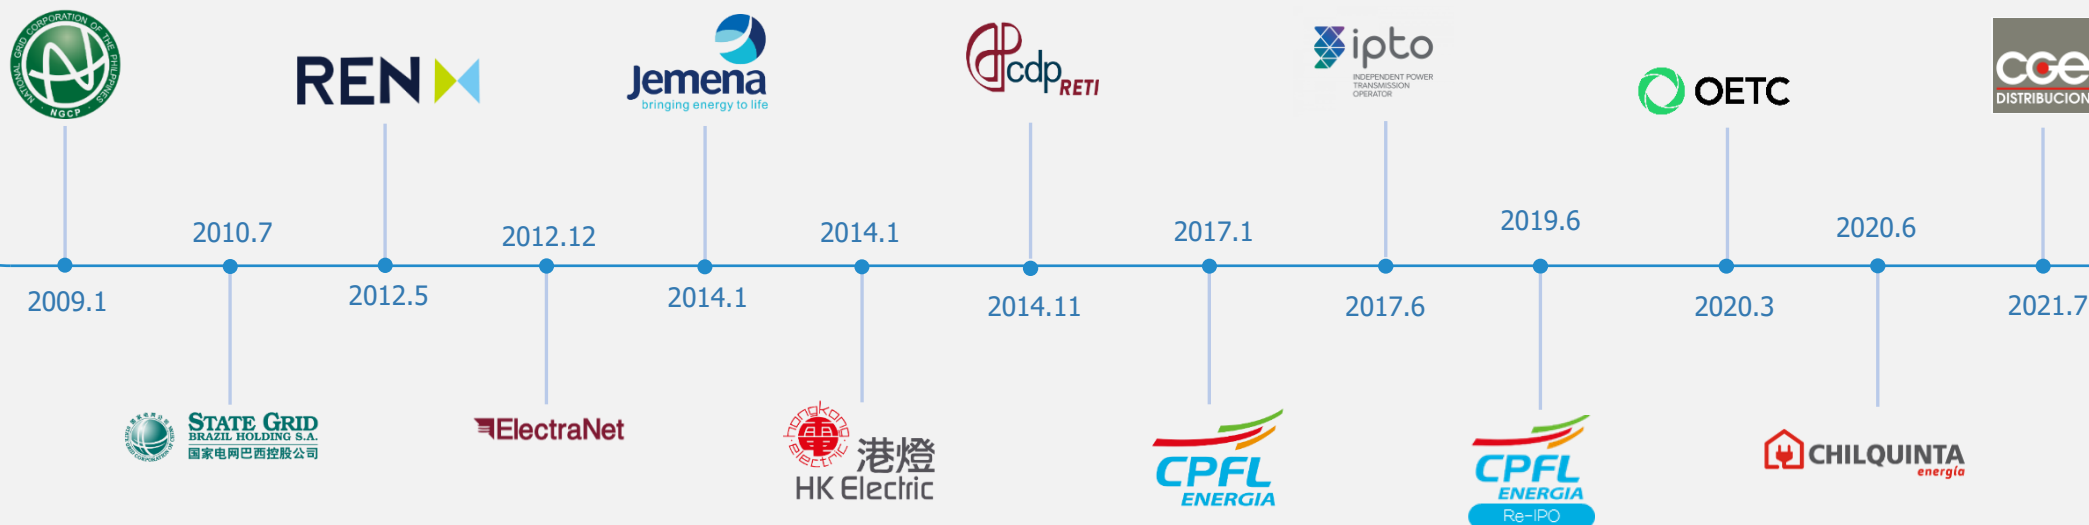 NATIONAL GRID CORPORATION OF THE PHILIPPINES
NGCP
REN
Jemena
bringing energy to life
cdp RETI
ipto
INDEPENDENT POWER
TRANSMISSION
OPERATOR
OETC
CGE
DISTRIBUCION
2010.7
2012.12
2014.1
2017.1
2019.6
2020.6
2009.1
2012.5
2014.1
2014.11
2017.6
2020.3
2021.7
STATE GRID
BRAZIL HOLDING S.A.
国家电网巴西控股公司
ElectraNet
hongkong electric
電
港燈
HK Electric
CPFL
ENERGIA
CPFL
ENERGIA
Re-IPO
CHILQUINTA
energía